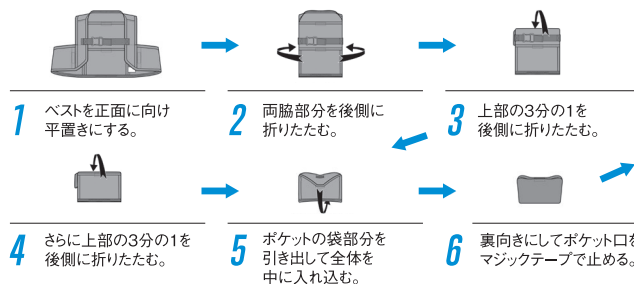 1 ベストを正面に向け
平置きにする。
2 両脇部分を後側に
折りたたむ。
3 上部の3分の1を
後側に折りたたむ。
4 さらに上部の3分の1を
後側に折りたたむ。
5 ポケットの袋部分を
引き出して全体を
中に入れ込む。
6 裏向きにしてポケット口を
マジックテープで止める。